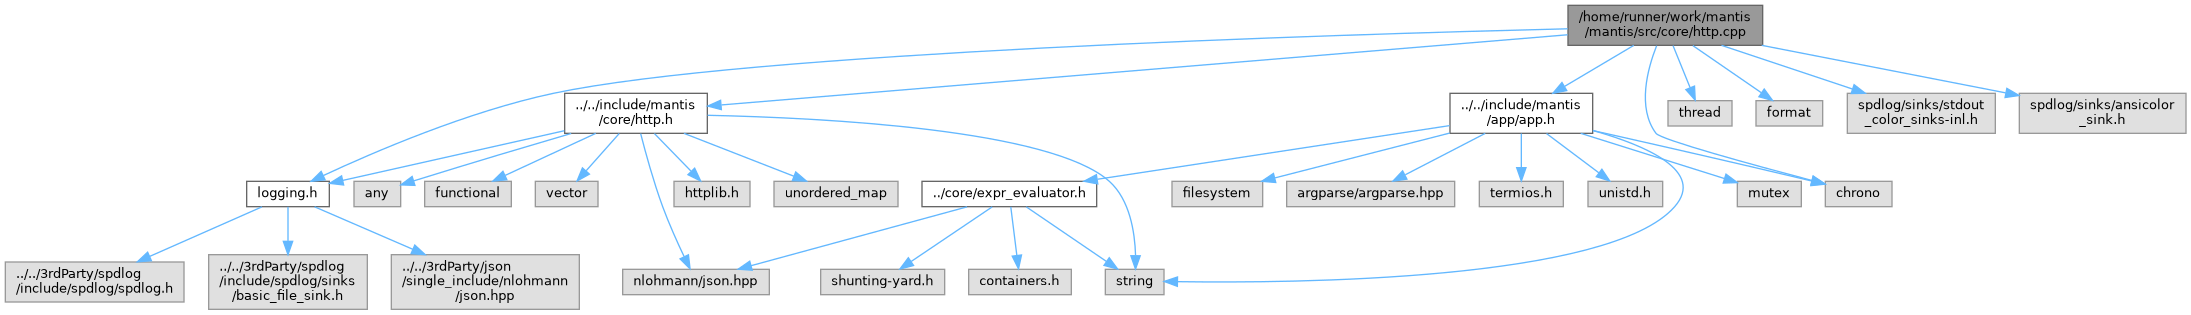 /home/runner/work/mantis
/mantis/src/core/http.cpp
../../include/mantis
/core/http.h
../../include/mantis
/app/app.h
thread
format
spdlog/sinks/stdout
_color_sinks-inl.h
spdlog/sinks/ansicolor
_sink.h
logging.h
any
functional
vector
httplib.h
unordered_map
../core/expr_evaluator.h
filesystem
argparse/argparse.hpp
termios.h
unistd.h
mutex
chrono
../../3rdParty/spdlog
/include/spdlog/spdlog.h
../../3rdParty/spdlog
/include/spdlog/sinks
/basic_file_sink.h
../../3rdParty/json
/single_include/nlohmann
/json.hpp
nlohmann/json.hpp
shunting-yard.h
containers.h
string